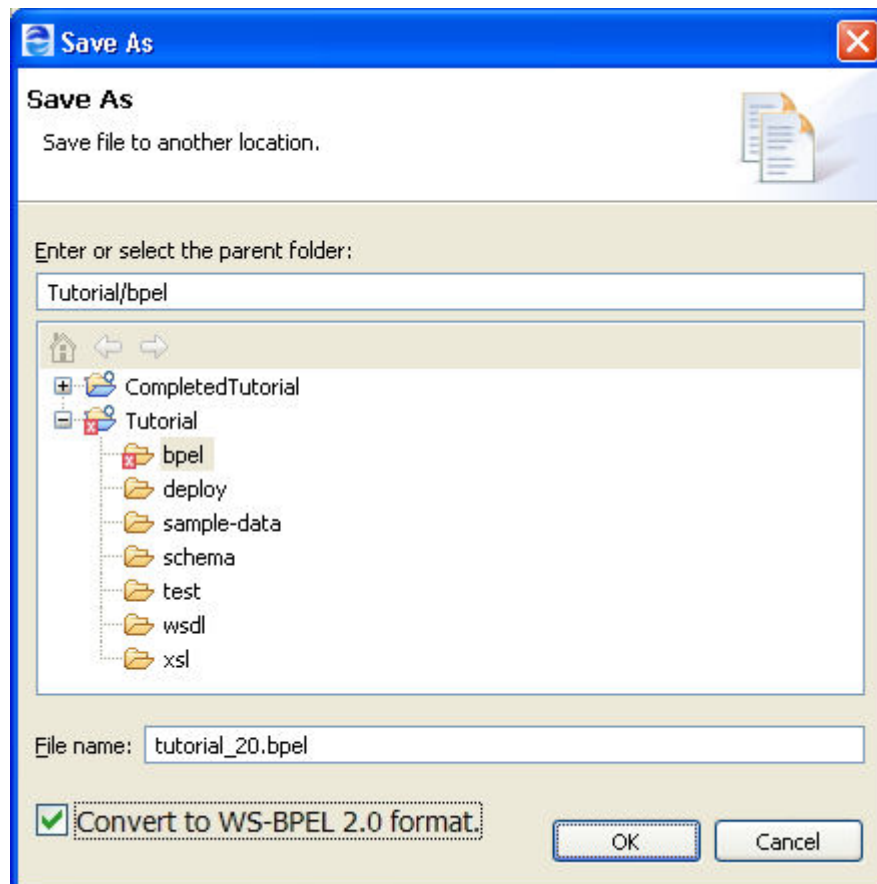 Save As
Save As
Save file to another location.
Enter or select the parent folder:
Tutorial/bpel
CompletedTutorial
Tutorial
bpel
deploy
sample-data
schema
test
wsdl
xsl
File name: tutorial_20.bpel
Convert to WS-BPEL 2.0 format.
OK Cancel